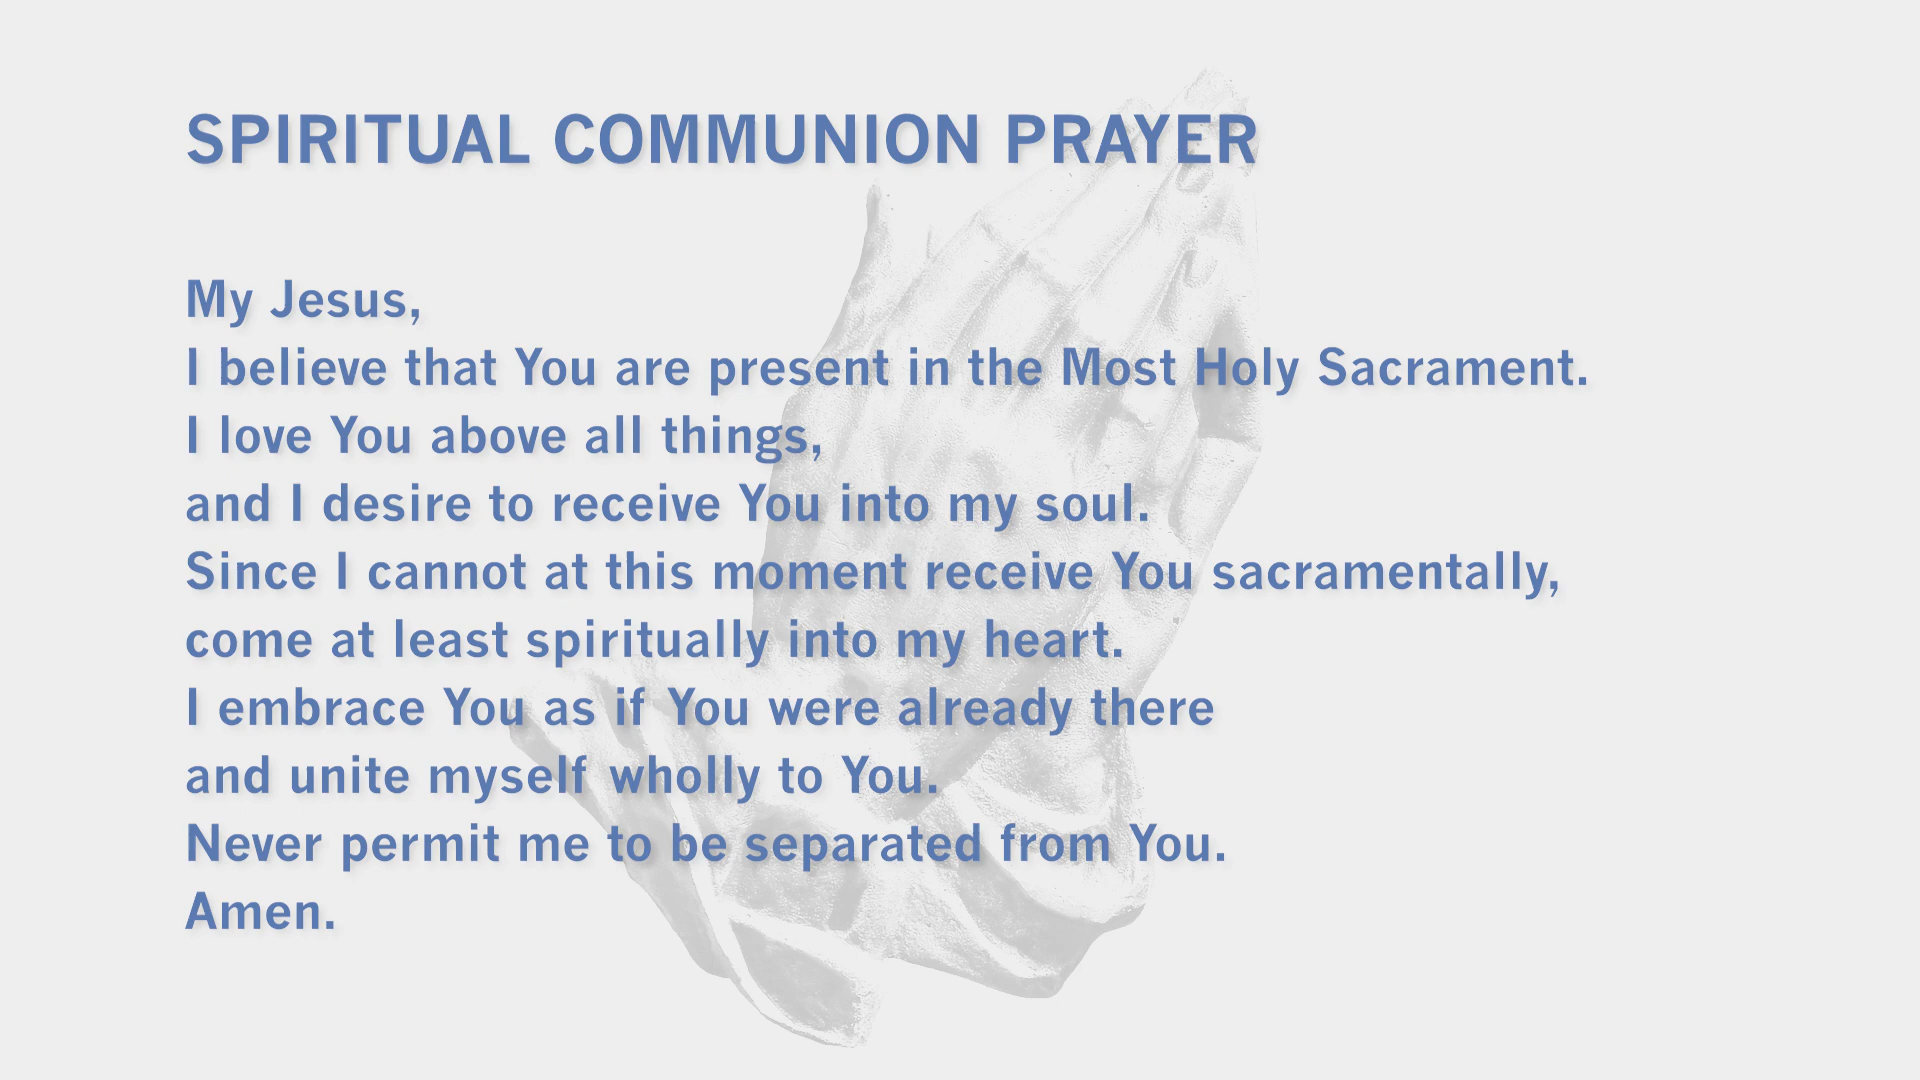 SPIRITUAL COMMUNION PRAYER
My Jesus,
I believe that You are present in the Most Holy Sacrament.
I love You above all things,
and I desire to receive You into my soul.
Since I cannot at this moment receive You sacramentally,
come at least spiritually into my heart.
I embrace You as if You were already there
and unite myself wholly to You.
Never permit me to be separated from You.
Amen.